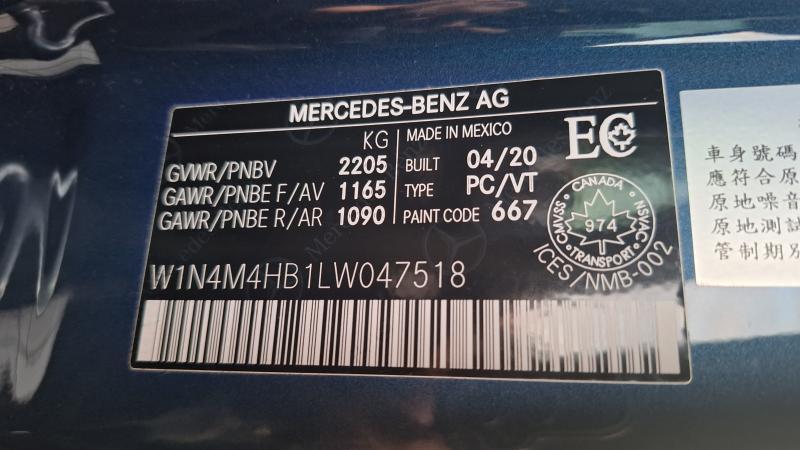 MERCEDES-BENZ AG
KG
GVWR/PNBV 2205
GAWR/PNBE F/AV 1165
GAWR/PNBE R/AR 1090
MADE IN MEXICO
BUILT 04/20
TYPE PC/VT
PAINT CODE 667
EC
CANADA
CMVSS
974
NSVAC
TRANSPORT
ICES/NMB-002
W1N4M4HB1LW047518
車身號碼
應符合原
原地噪音
原地測試
管制期別